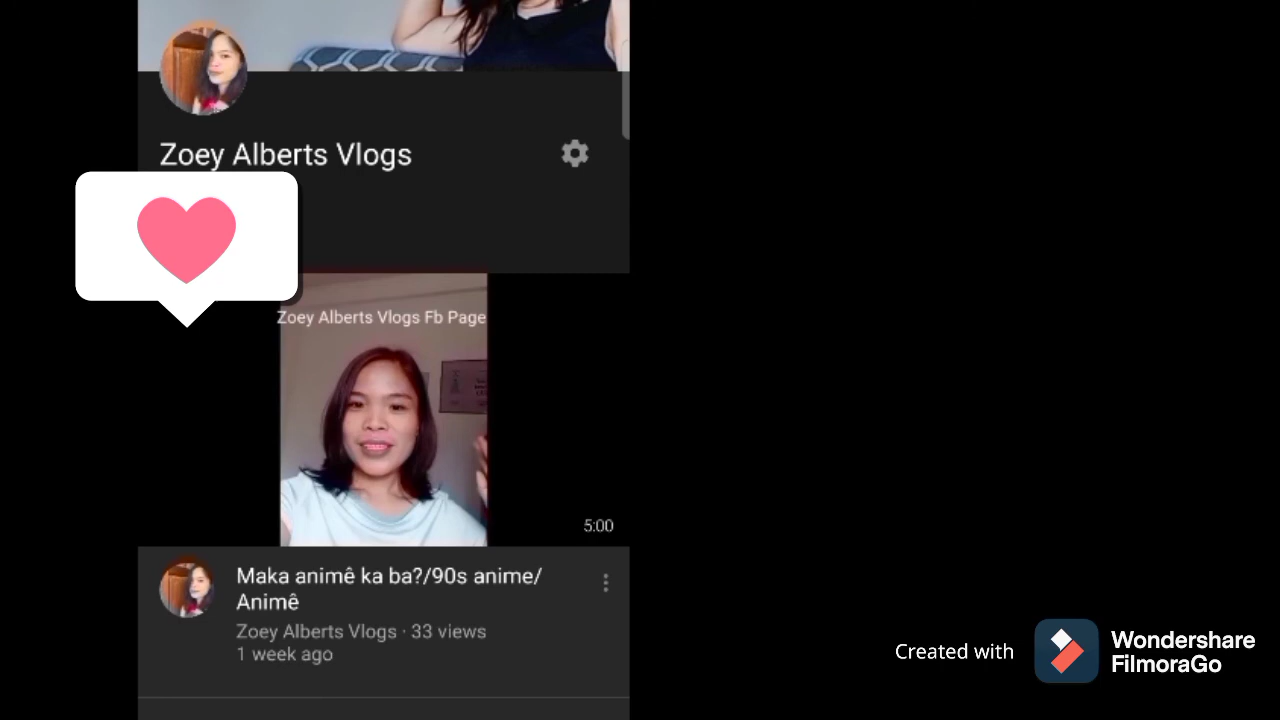 Zoey Alberts Vlogs
Zoey Alberts Vlogs Fb Page
5:00
Maka animê ka ba?/90s anime/
Animê
Zoey Alberts Vlogs · 33 views
1 week ago
Created with
Wondershare
FilmoraGo